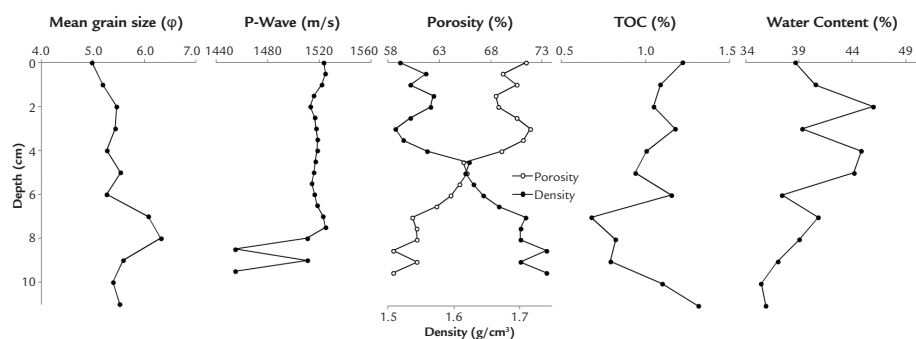 Mean grain size (φ) P-Wave (m/s) Porosity (%) TOC (%) Water Content (%)
4.0 5.0 6.0 7.0 1440 1480 1520 1560 58 63 68 73 0.5 1.0 1.5 34 39 44 49
0
2
4
Depth (cm)
Porosity
Density
6
8
10
1.5 1.6 1.7
Density (g/cm³)